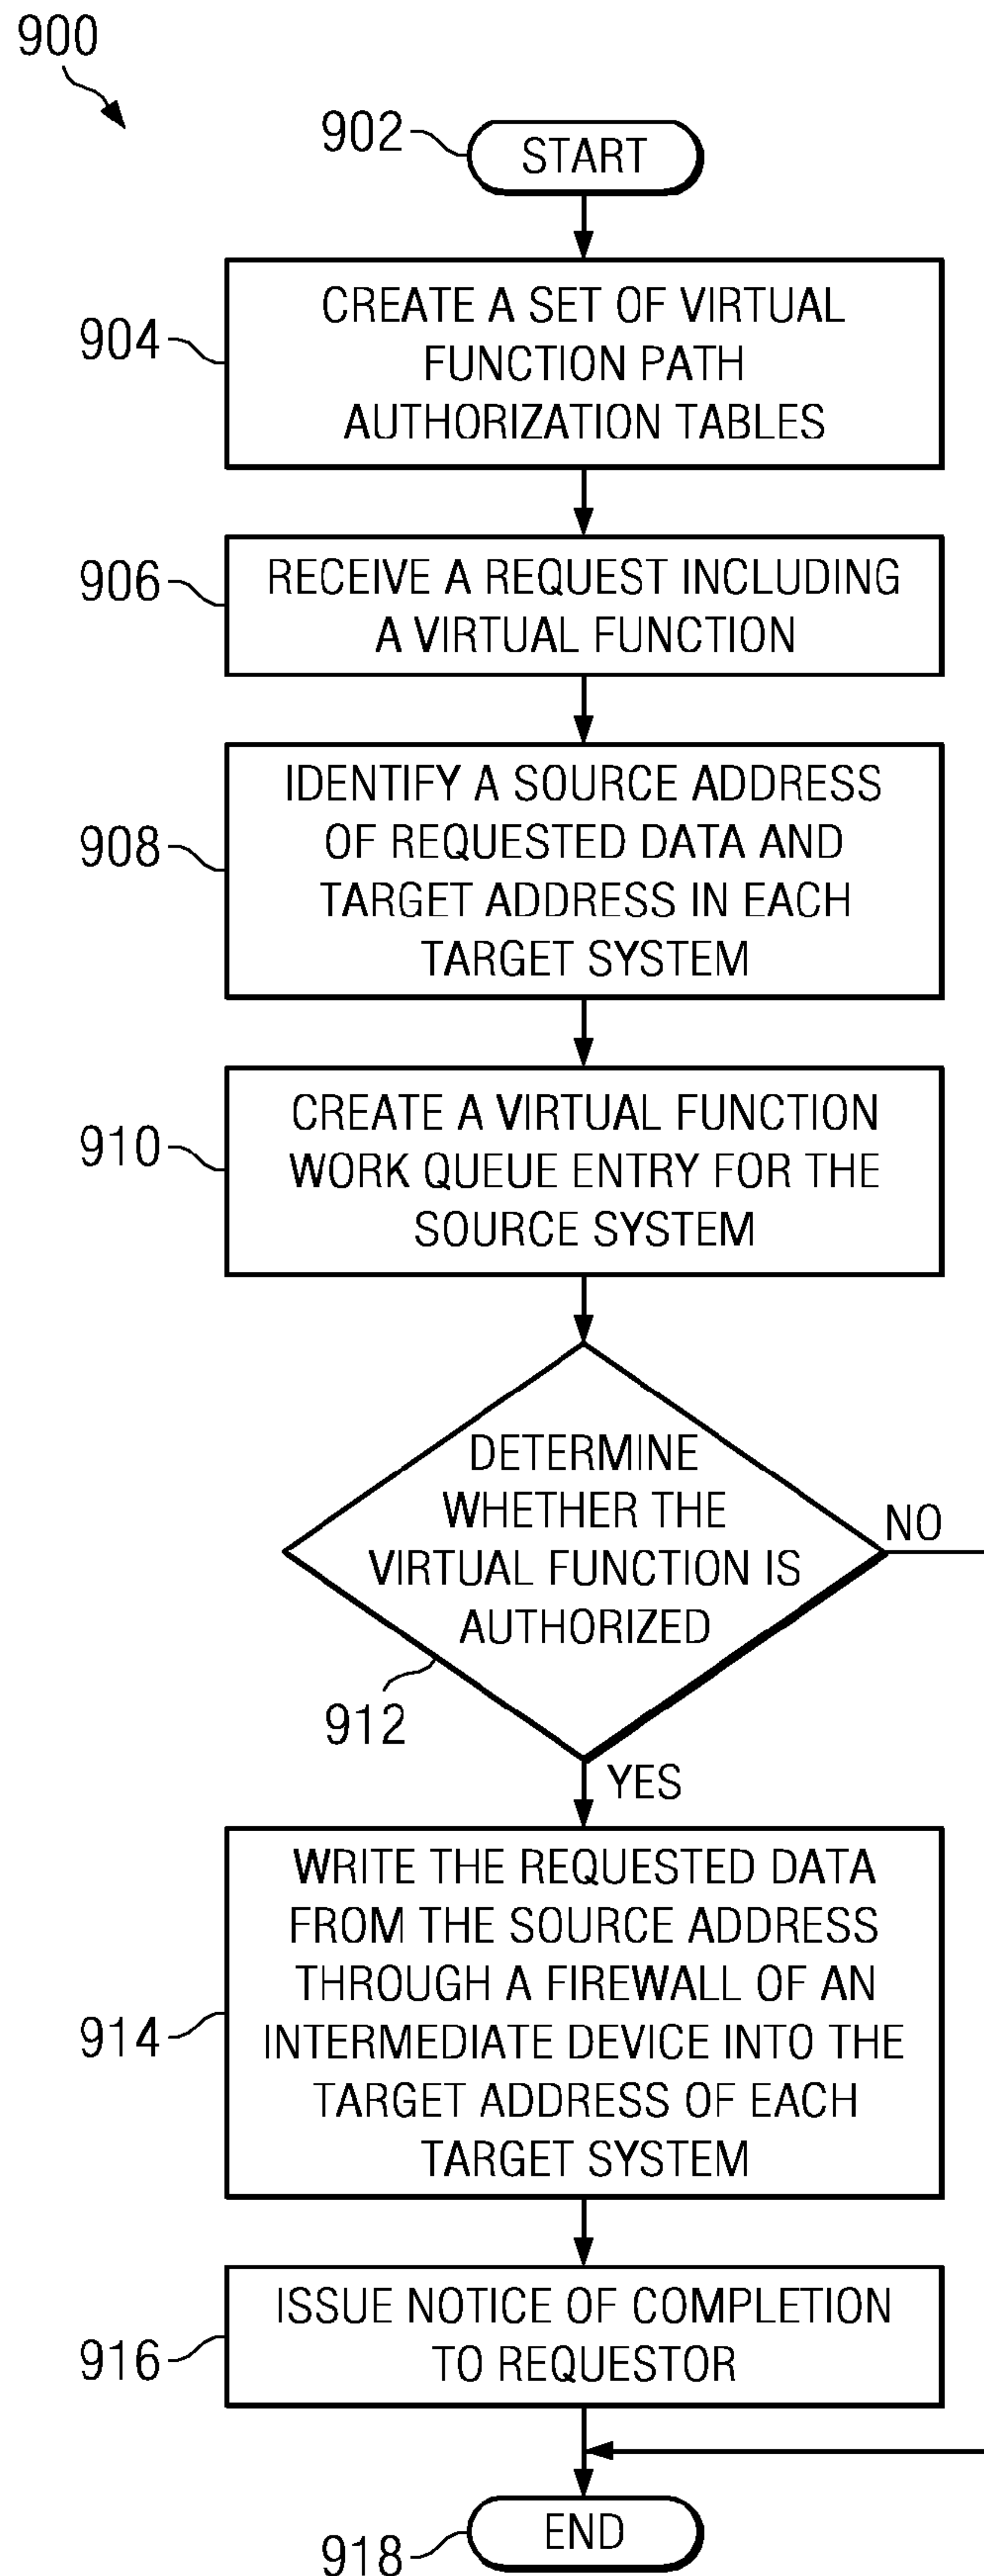 900
902
START
904
CREATE A SET OF VIRTUAL
FUNCTION PATH
AUTHORIZATION TABLES
906
RECEIVE A REQUEST INCLUDING
A VIRTUAL FUNCTION
908
IDENTIFY A SOURCE ADDRESS
OF REQUESTED DATA AND
TARGET ADDRESS IN EACH
TARGET SYSTEM
910
CREATE A VIRTUAL FUNCTION
WORK QUEUE ENTRY FOR THE
SOURCE SYSTEM
DETERMINE
WHETHER THE
VIRTUAL FUNCTION IS
AUTHORIZED
NO
912
YES
914
WRITE THE REQUESTED DATA
FROM THE SOURCE ADDRESS
THROUGH A FIREWALL OF AN
INTERMEDIATE DEVICE INTO THE
TARGET ADDRESS OF EACH
TARGET SYSTEM
916
ISSUE NOTICE OF COMPLETION
TO REQUESTOR
918
END